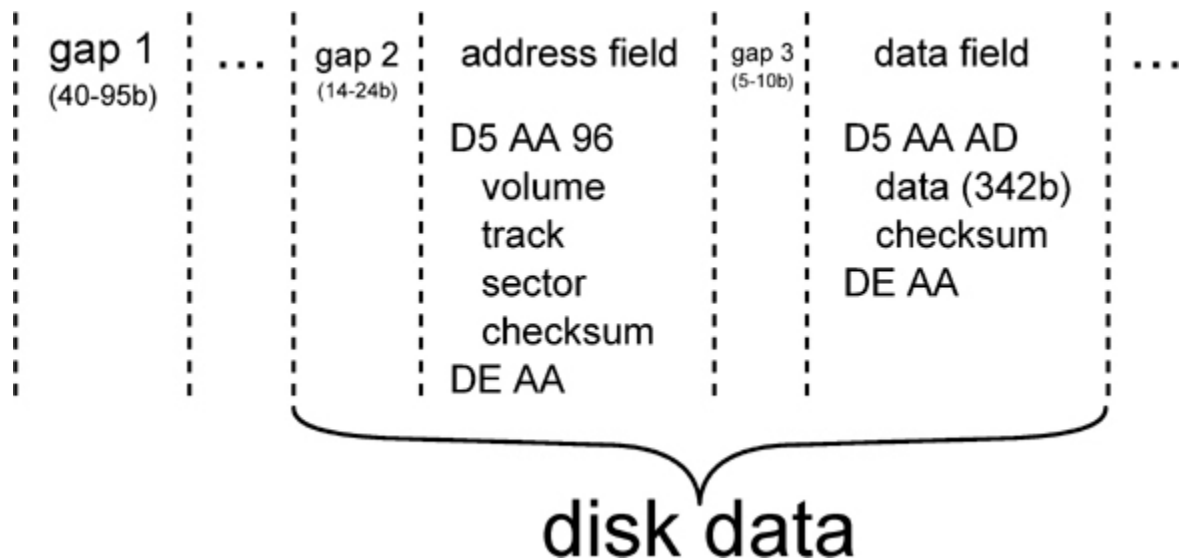 gap 1
(40-95b)
...
gap 2
(14-24b)
address field
D5 AA 96
volume
track
sector
checksum
DE AA
gap 3
(5-10b)
data field
D5 AA AD
data (342b)
checksum
DE AA
...
disk data